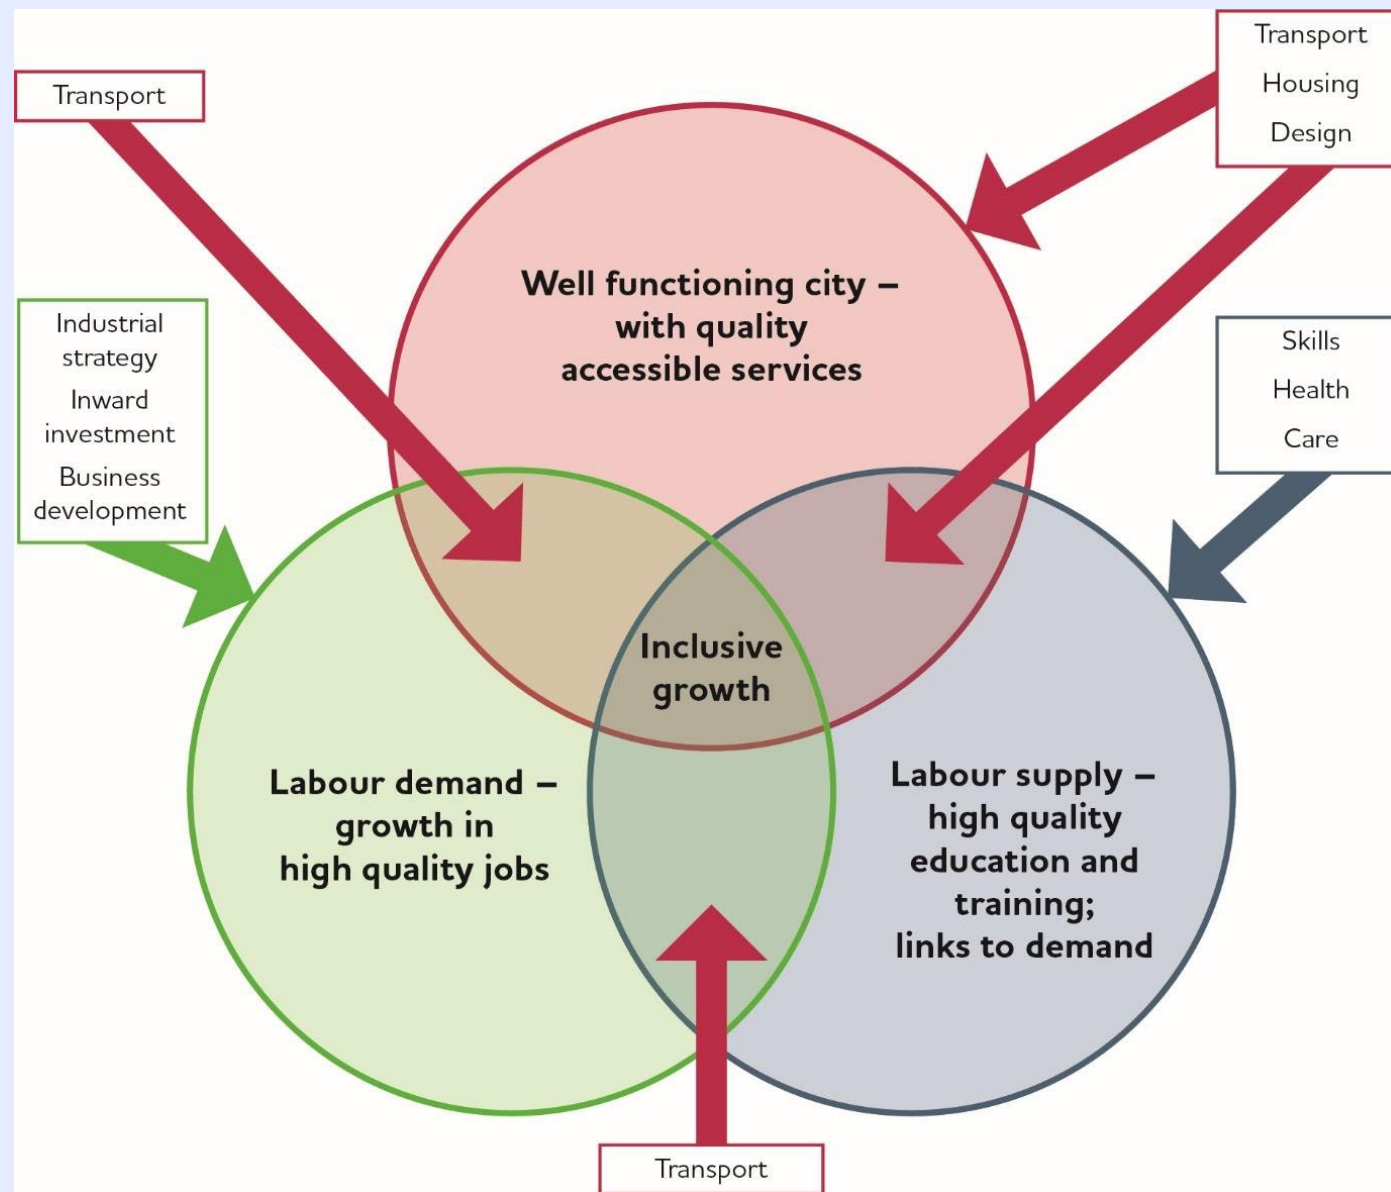 Transport
Transport
Housing
Design
Well functioning city –
with quality
accessible services
Industrial
strategy
Inward
investment
Business
development
Skills
Health
Care
Inclusive
growth
Labour demand –
growth in
high quality jobs
Labour supply –
high quality
education and
training;
links to demand
Transport